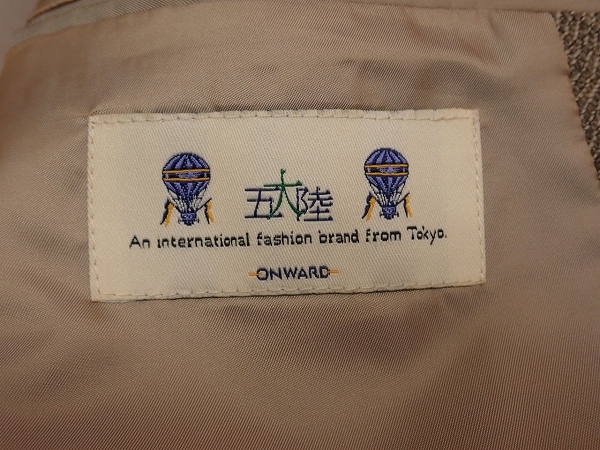 五大陸
An international fashion brand from Tokyo.
ONWARD